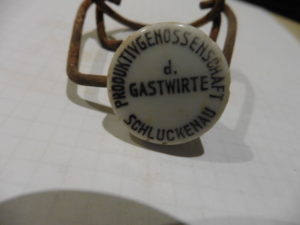 PRODUKTIVGENOSSENSCHAFT
d.
GASTWIRTE
SCHLUCKENAU